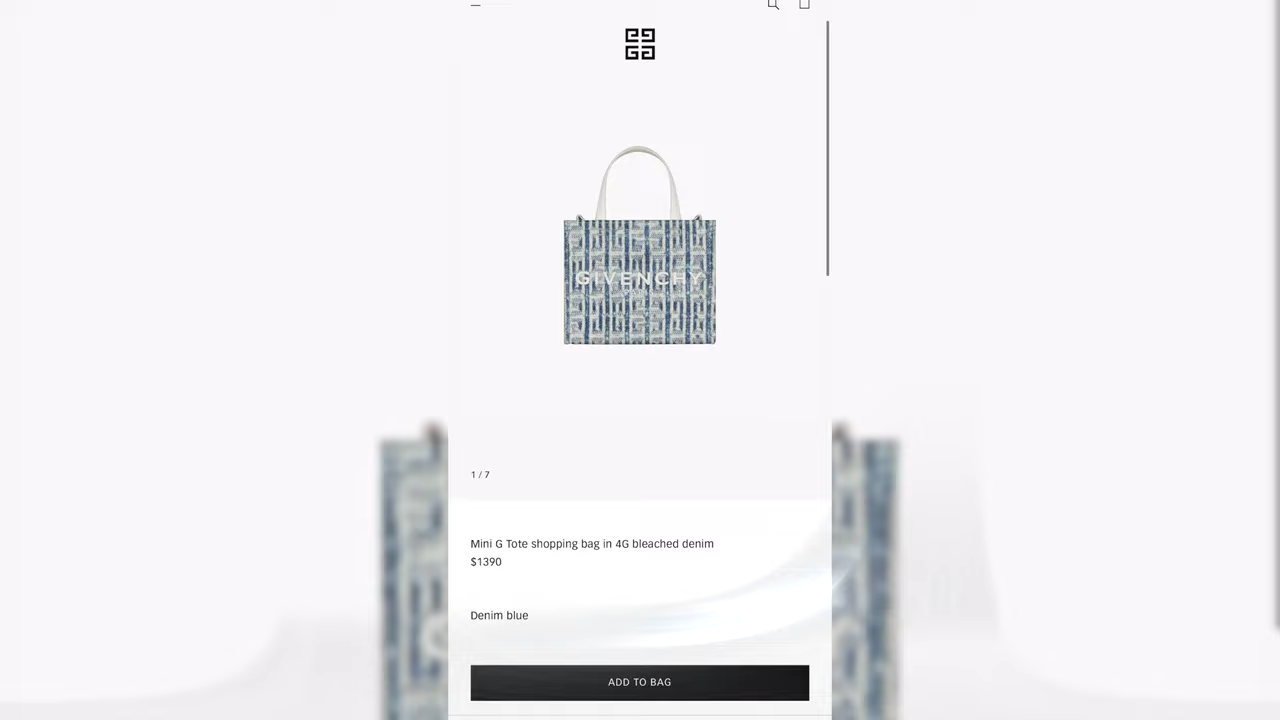 GIVENCHY
1 / 7
Mini G Tote shopping bag in 4G bleached denim
$1390
Denim blue
ADD TO BAG